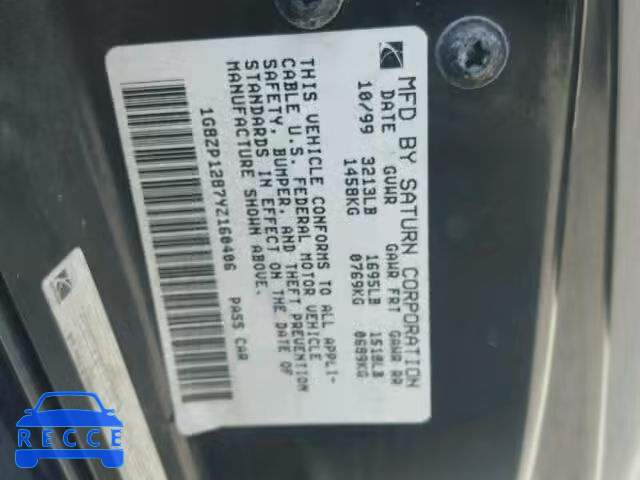 MFD BY SATURN CORPORATION
DATE GVWR GAWR FRT GAWR RR
10/99 3213LB 1695LB 1518LB
1458KG 0769KG 0689KG
THIS VEHICLE CONFORMS TO ALL APPLI-
CABLE U.S. FEDERAL MOTOR VEHICLE
SAFETY, BUMPER, AND THEFT PREVENTION
STANDARDS IN EFFECT ON THE DATE OF
MANUFACTURE SHOWN ABOVE.
1G8ZP1287YZ160406 PASS CAR
RECCE